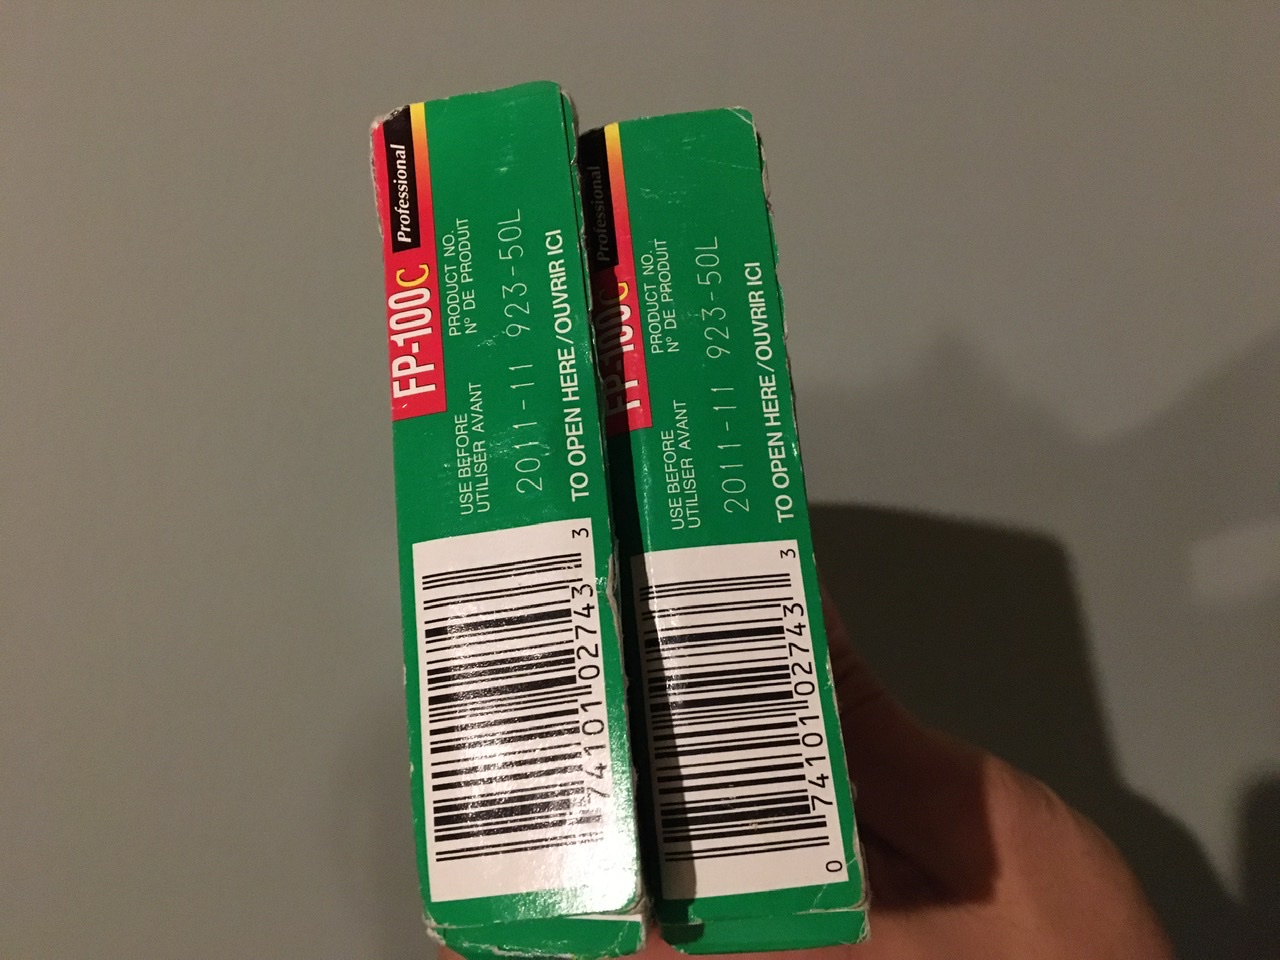 FP-100C Professional
USE BEFORE PRODUCT NO.
UTILISER AVANT Nº DE PRODUIT
2011-11 923-50L
TO OPEN HERE/OUVRIR ICI
74101 02743 3
FP-100C Professional
USE BEFORE PRODUCT NO.
UTILISER AVANT Nº DE PRODUIT
2011-11 923-50L
TO OPEN HERE/OUVRIR ICI
0 74101 02743 3